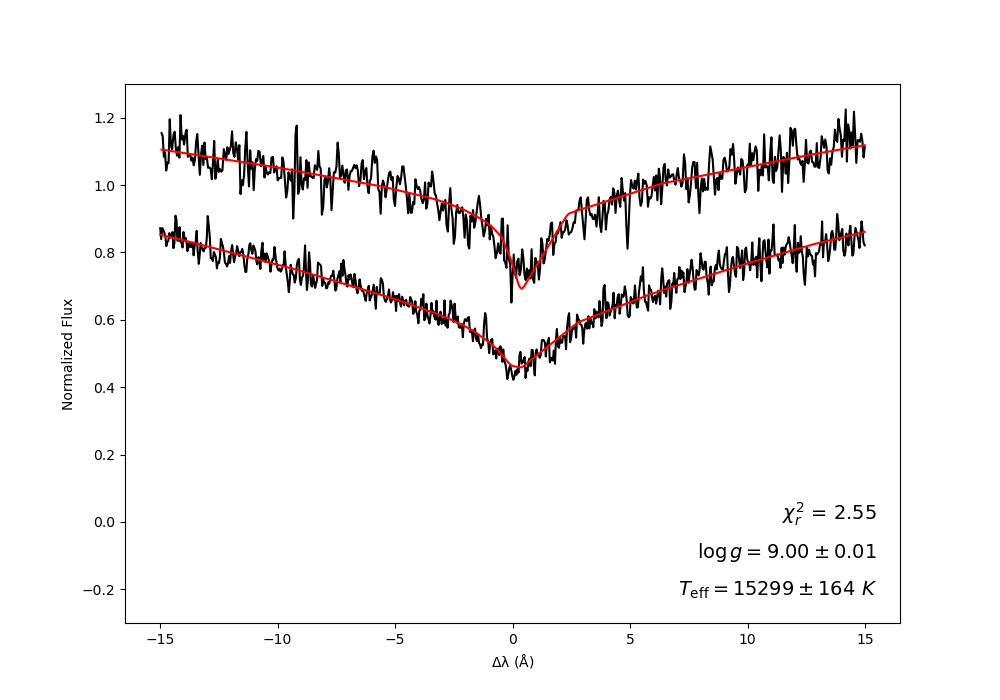 1.2
1.0
0.8
0.6
0.4
0.2
0.0
−0.2
Normalized Flux
χ²ᵣ = 2.55
log g = 9.00 ± 0.01
T_eff = 15299 ± 164 K
−15 −10 −5 0 5 10 15
Δλ (Å)